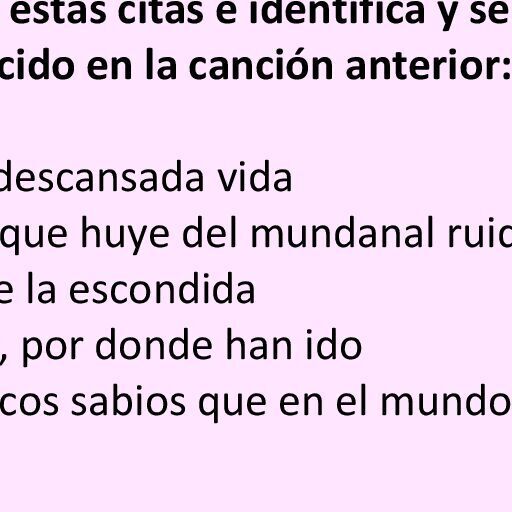 estas citas e identifica y se
cido en la canción anterior:
descansada vida
que huye del mundanal ruid
e la escondida
, por donde han ido
cos sabios que en el mundo